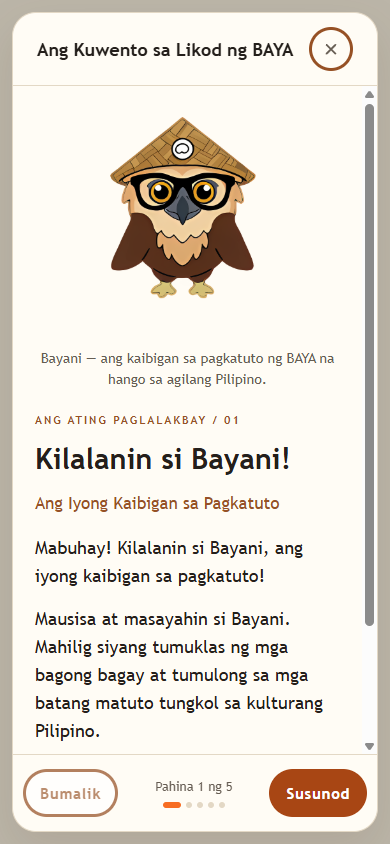 Ang Kuwento sa Likod ng BAYA
Bayani — ang kaibigan sa pagkatuto ng BAYA na
hango sa agilang Pilipino.
ANG ATING PAGLALAKBAY / 01
Kilalanin si Bayani!
Ang Iyong Kaibigan sa Pagkatuto
Mabuhay! Kilalanin si Bayani, ang
iyong kaibigan sa pagkatuto!
Mausisa at masayahin si Bayani.
Mahilig siyang tumuklas ng mga
bagong bagay at tumulong sa mga
batang matuto tungkol sa kulturang
Pilipino.
Bumalik
Pahina 1 ng 5
Susunod